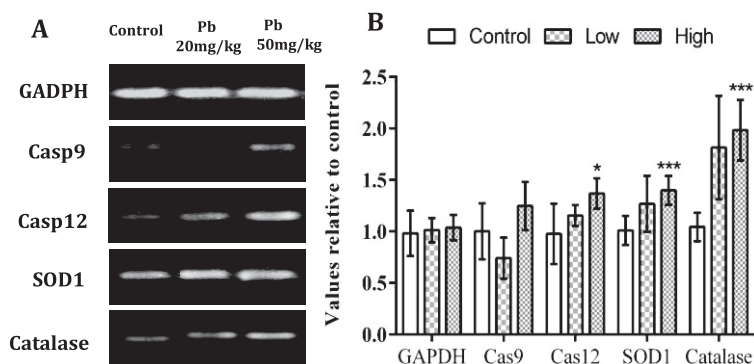 A
Control
Pb
20mg/kg
Pb
50mg/kg
GADPH
Casp9
Casp12
SOD1
Catalase
B
Control Low High
Values relative to control
2.5
2.0
1.5
1.0
0.5
0.0
*
***
***
GAPDH Cas9 Cas12 SOD1 Catalase